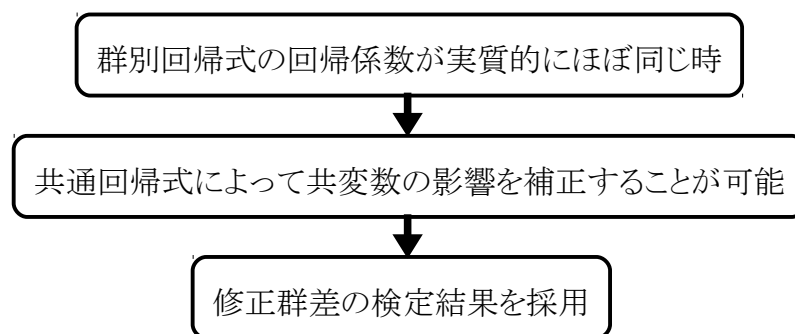 群別回帰式の回帰係数が実質的にほぼ同じ時
共通回帰式によって共変数の影響を補正することが可能
修正群差の検定結果を採用